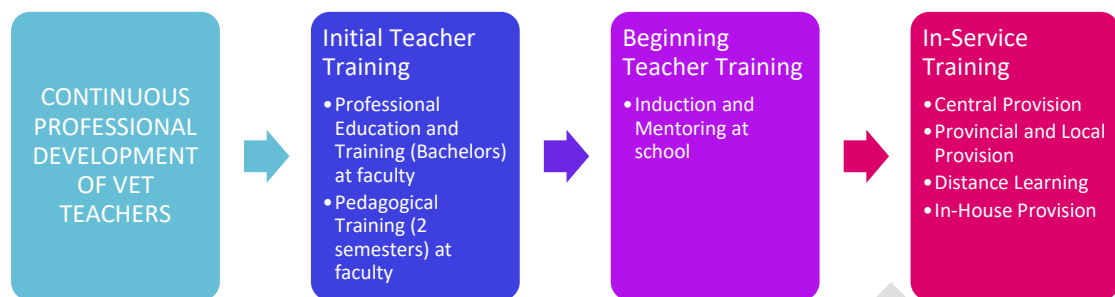 CONTINUOUS
PROFESSIONAL
DEVELOPMENT
OF VET
TEACHERS
Initial Teacher
Training
•Professional
Education and
Training (Bachelors)
at faculty
•Pedagogical
Training (2
semesters) at
faculty
Beginning
Teacher Training
•Induction and
Mentoring at
school
In-Service
Training
•Central Provision
•Provincial and Local
Provision
•Distance Learning
•In-House Provision